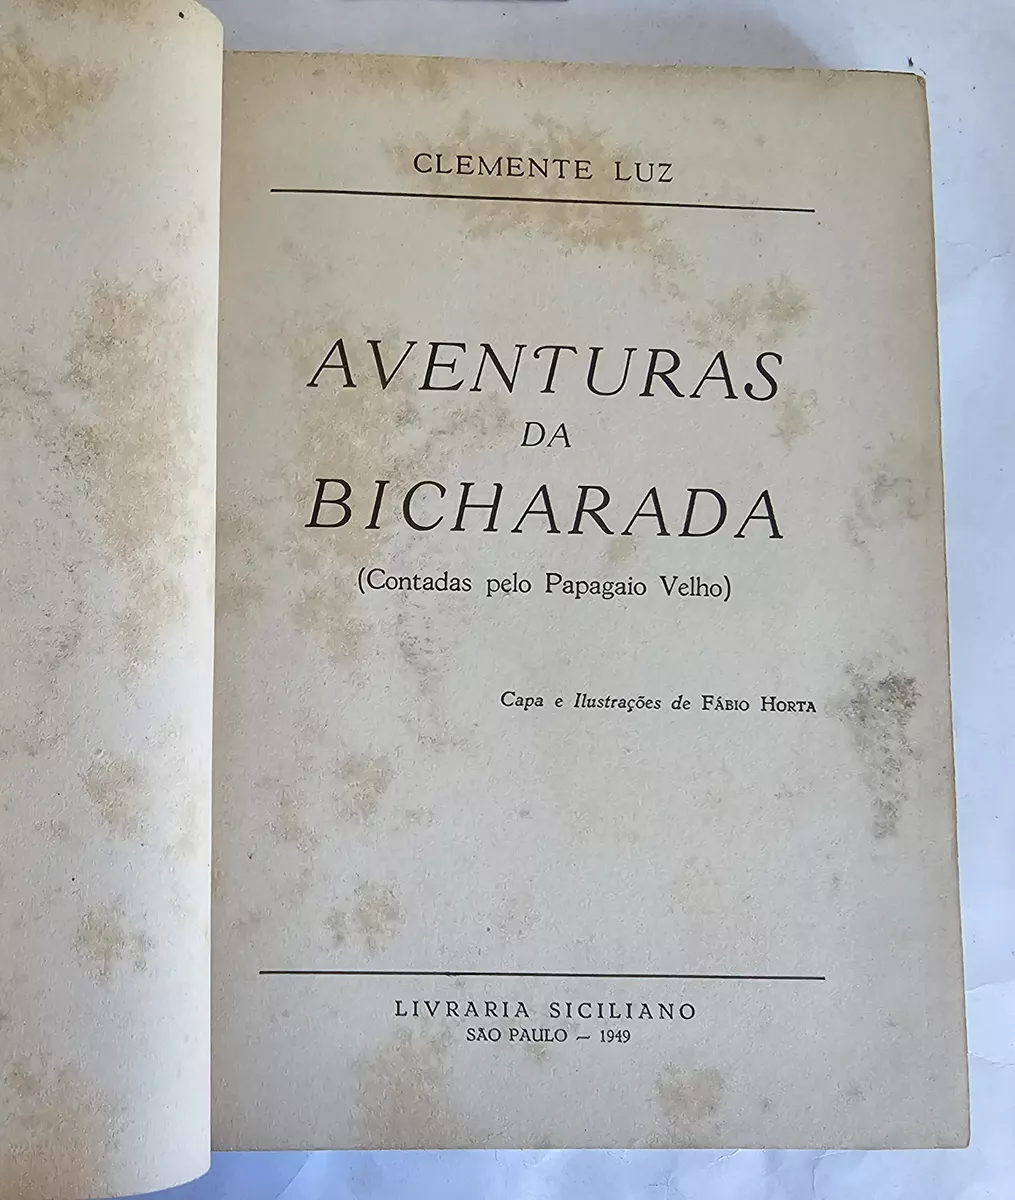 CLEMENTE LUZ
AVENTURAS
DA
BICHARADA
(Contadas pelo Papagaio Velho)
Capa e Ilustrações de FÁBIO HORTA
LIVRARIA SICILIANO
SÃO PAULO — 1949